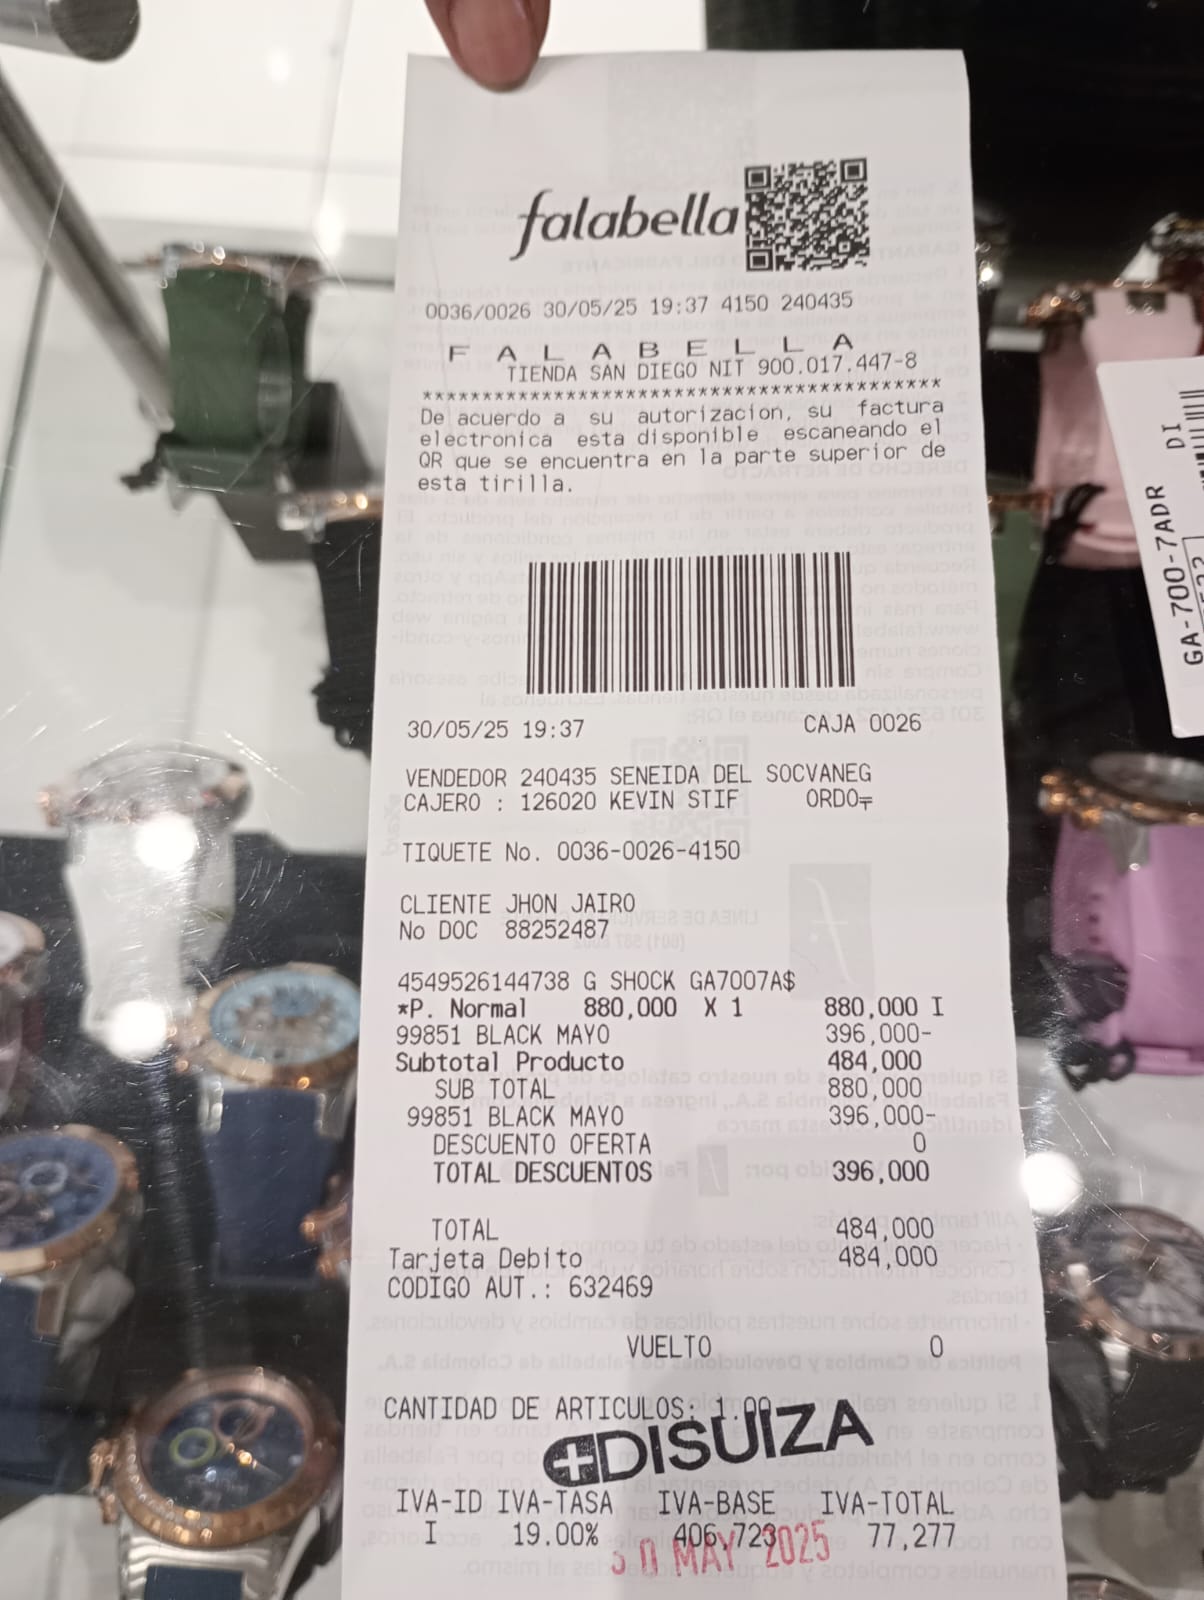 falabella
0036/0026 30/05/25 19:37 4150 240435
F A L A B E L L A
TIENDA SAN DIEGO NIT 900.017.447-8
******************************************
De acuerdo a su autorizacion, su factura
electronica esta disponible escaneando el
QR que se encuentra en la parte superior de
esta tirilla.
30/05/25 19:37 CAJA 0026
VENDEDOR 240435 SENEIDA DEL SOCVANEG
CAJERO : 126020 KEVIN STIF ORDO
TIQUETE No. 0036-0026-4150
CLIENTE JHON JAIRO
No DOC 88252487
4549526144738 G SHOCK GA7007A$
*P. Normal 880,000 X 1 880,000 I
99851 BLACK MAYO 396,000-
Subtotal Producto 484,000
SUB TOTAL 880,000
99851 BLACK MAYO 396,000-
DESCUENTO OFERTA 0
TOTAL DESCUENTOS 396,000
TOTAL 484,000
Tarjeta Debito 484,000
CODIGO AUT.: 632469
VUELTO 0
CANTIDAD DE ARTICULOS: 1.00
DISUIZA
IVA-ID IVA-TASA IVA-BASE IVA-TOTAL
I 19.00% 406,723 77,277
30 MAY 2025
GA-700-7ADR DI